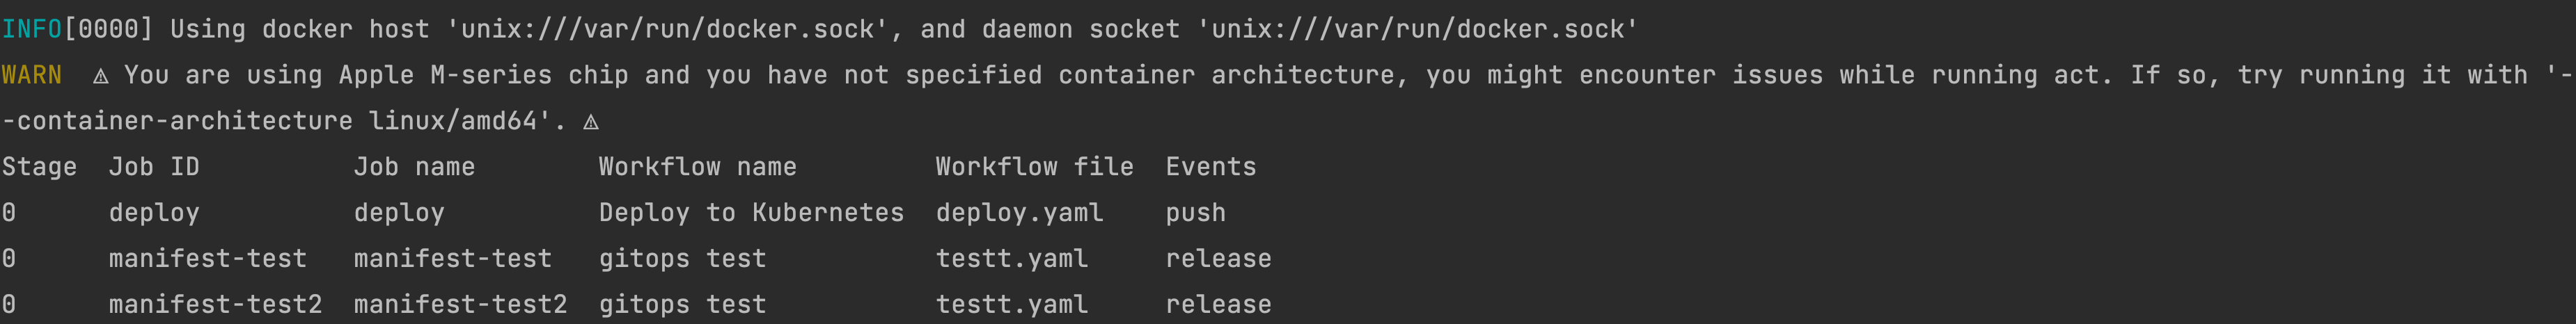 INFO[0000] Using docker host 'unix:///var/run/docker.sock', and daemon socket 'unix:///var/run/docker.sock'
WARN  ⚠ You are using Apple M-series chip and you have not specified container architecture, you might encounter issues while running act. If so, try running it with '-
-container-architecture linux/amd64'. ⚠
Stage  Job ID          Job name        Workflow name         Workflow file  Events
0      deploy          deploy          Deploy to Kubernetes  deploy.yaml    push
0      manifest-test   manifest-test   gitops test           testt.yaml     release
0      manifest-test2  manifest-test2  gitops test           testt.yaml     release